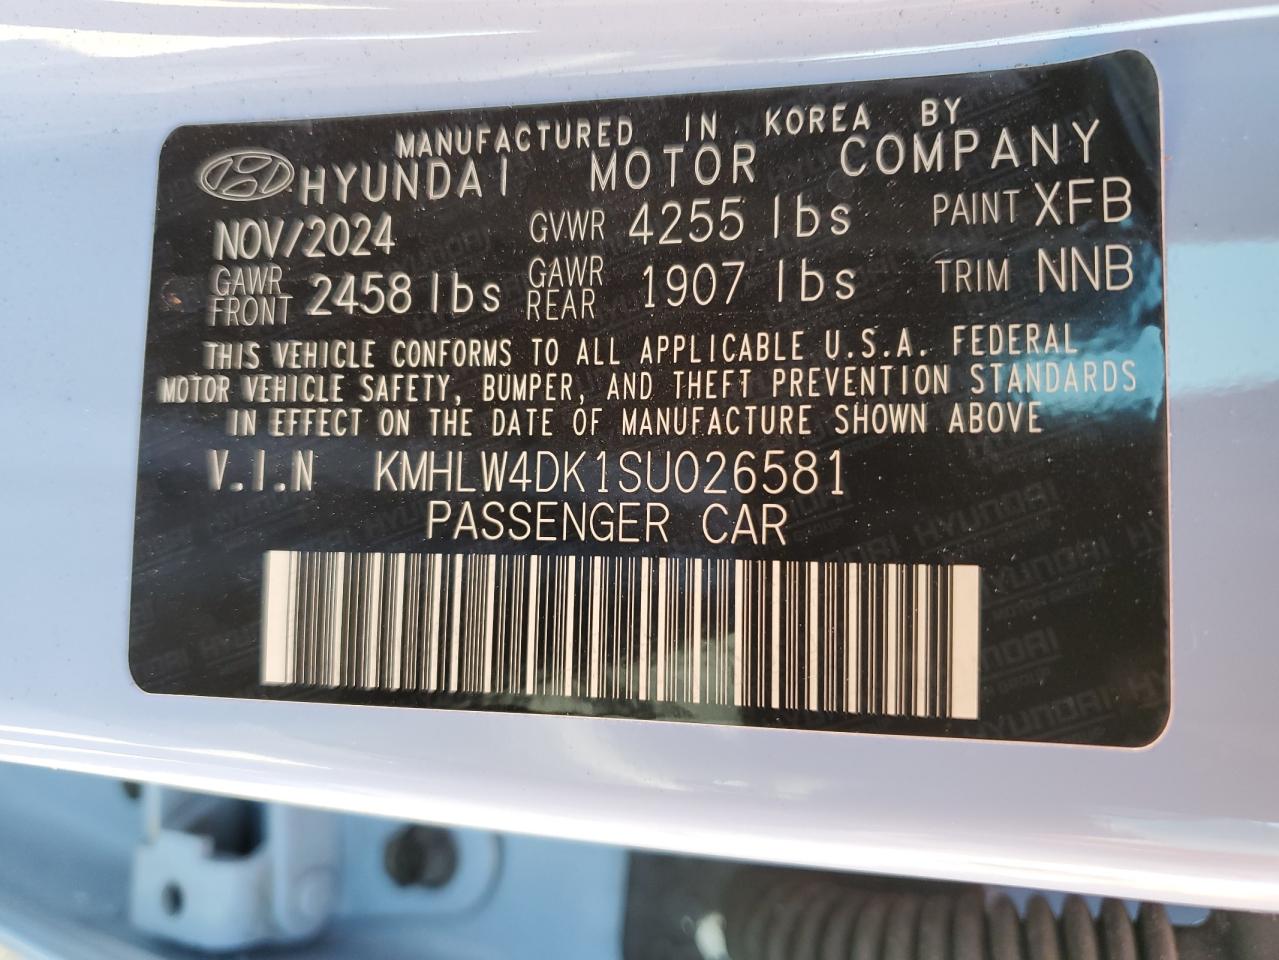 MANUFACTURED IN KOREA BY
HYUNDAI MOTOR COMPANY
NOV/2024 GVWR 4255 lbs PAINT XFB
GAWR FRONT 2458 lbs GAWR REAR 1907 lbs TRIM NNB
THIS VEHICLE CONFORMS TO ALL APPLICABLE U.S.A. FEDERAL
MOTOR VEHICLE SAFETY, BUMPER, AND THEFT PREVENTION STANDARDS
IN EFFECT ON THE DATE OF MANUFACTURE SHOWN ABOVE
V.I.N KMHLW4DK1SU026581
PASSENGER CAR